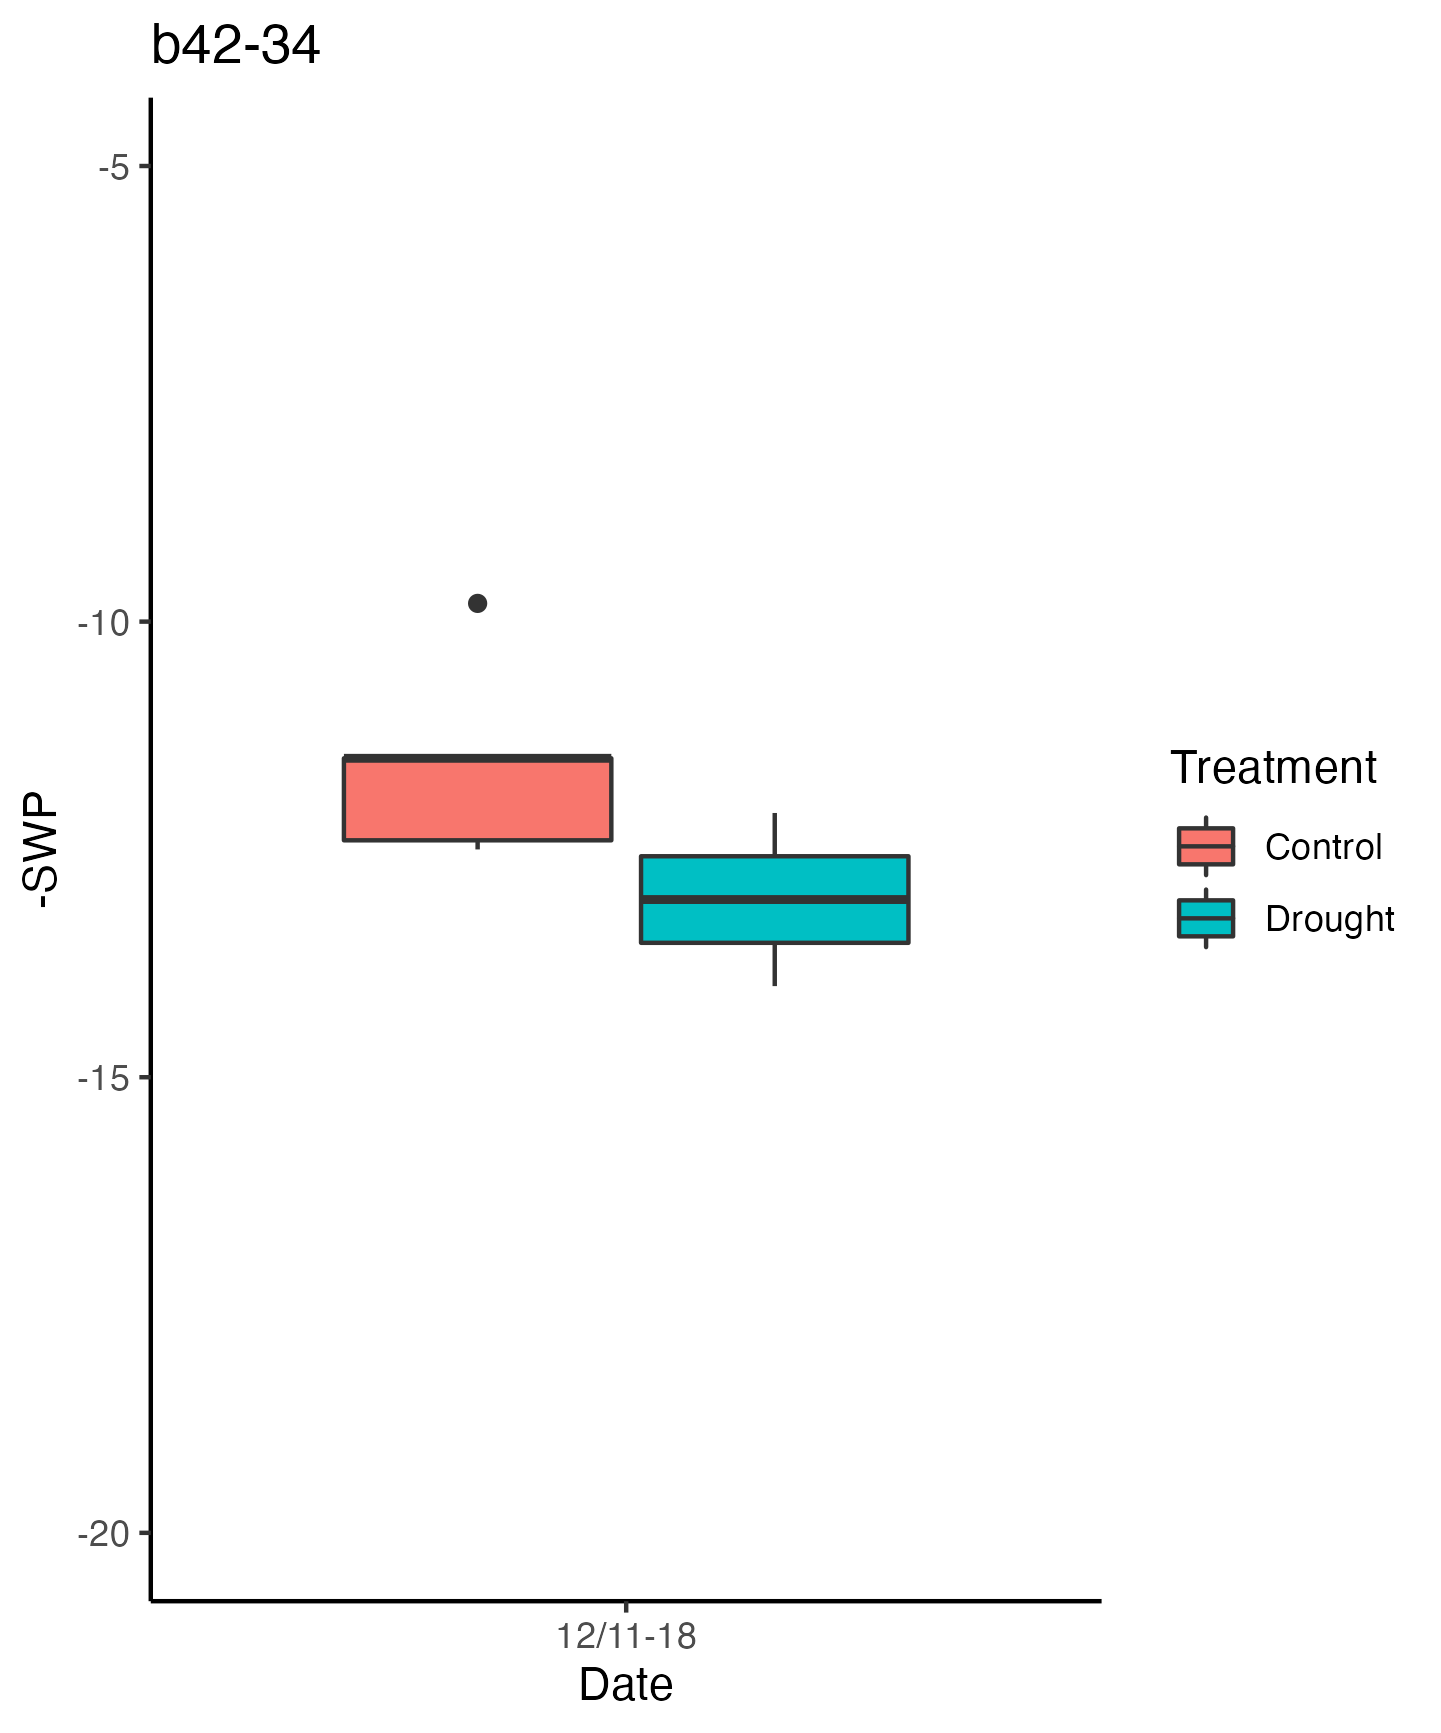 b42-34
-5
-10
-15
-20
-SWP
12/11-18
Date
Treatment
Control
Drought